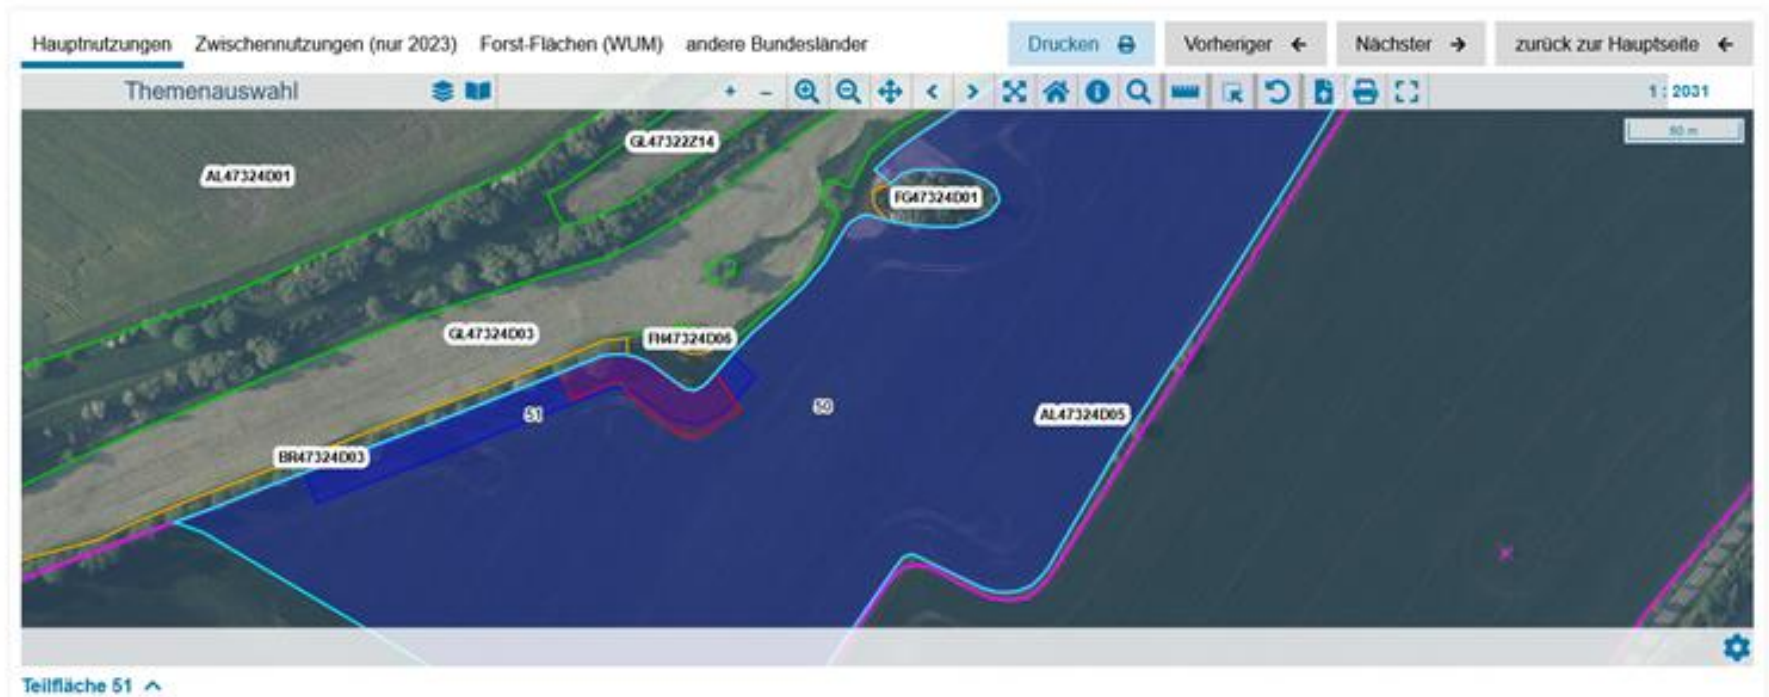 Hauptnutzungen Zwischennutzungen (nur 2023) Forst-Flächen (WUM) andere Bundesländer Drucken Vorheriger Nächster zurück zur Hauptseite
Themenauswahl 1 : 2031
50 m
GL47322Z14
AL47324D01
FG47324D01
GL47324D03
FH47324D06
51
50
AL47324D05
BR47324D03
Teilfläche 51